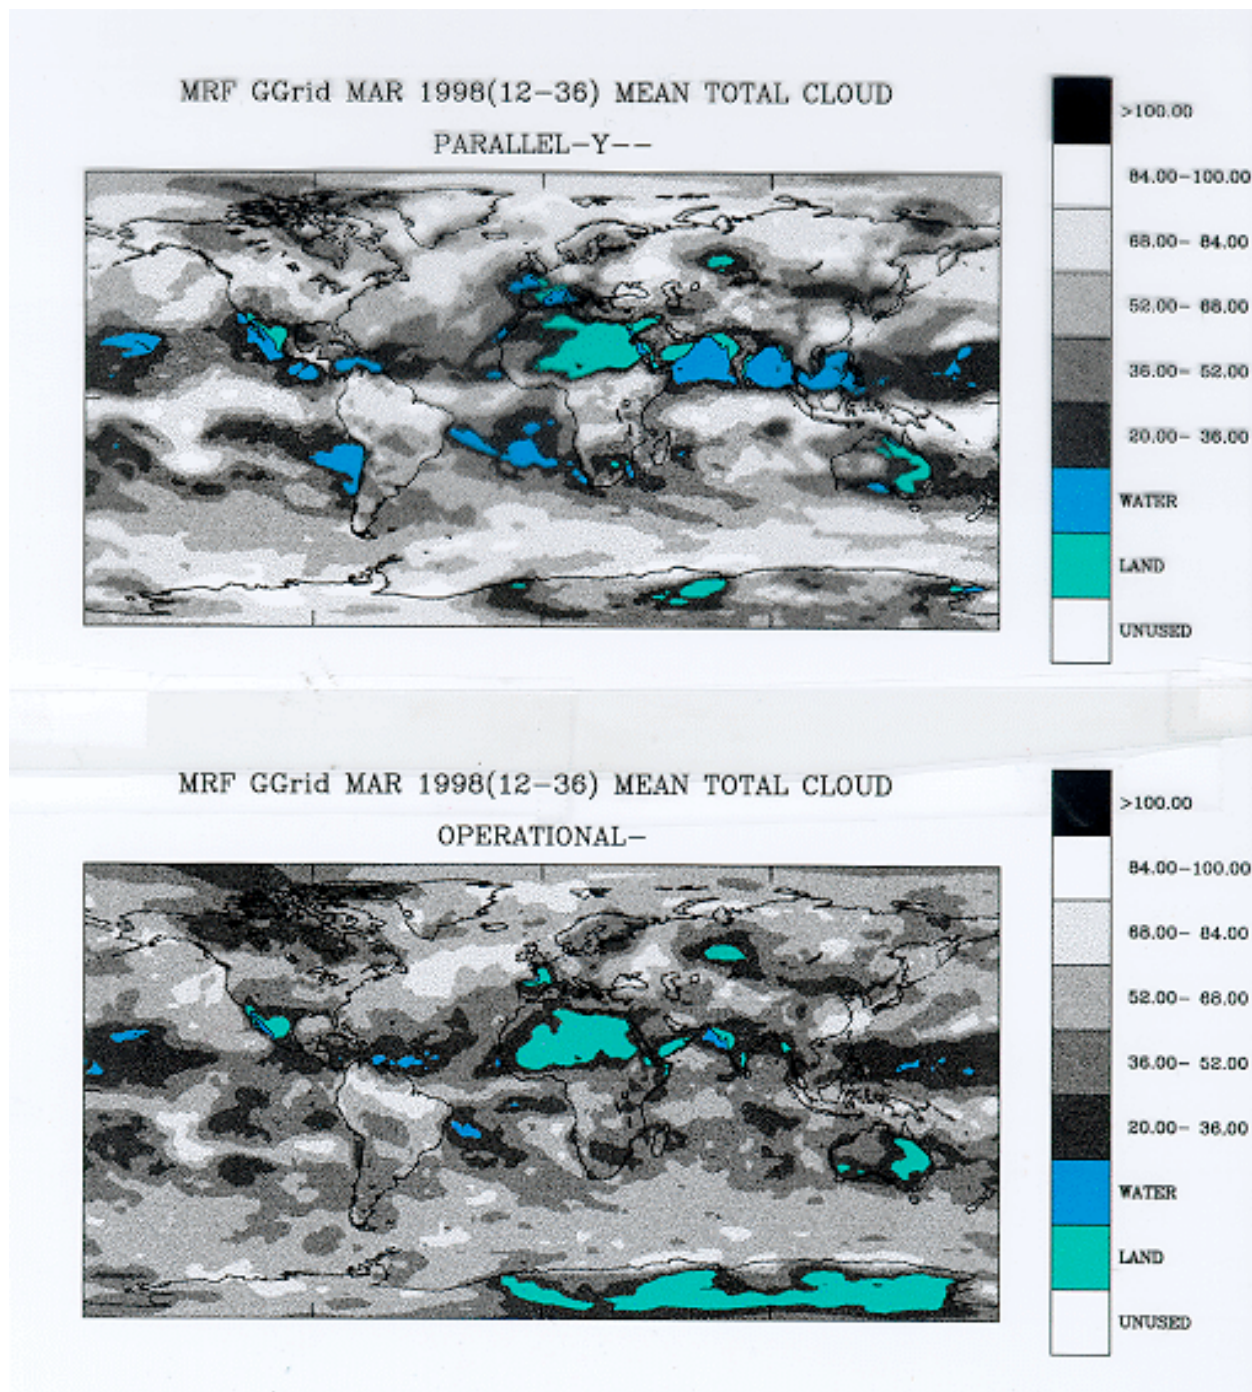 MRF GGrid MAR 1998(12-36) MEAN TOTAL CLOUD
PARALLEL-Y--
>100.00
84.00-100.00
68.00- 84.00
52.00- 68.00
36.00- 52.00
20.00- 36.00
WATER
LAND
UNUSED
MRF GGrid MAR 1998(12-36) MEAN TOTAL CLOUD
OPERATIONAL-
>100.00
84.00-100.00
68.00- 84.00
52.00- 68.00
36.00- 52.00
20.00- 36.00
WATER
LAND
UNUSED